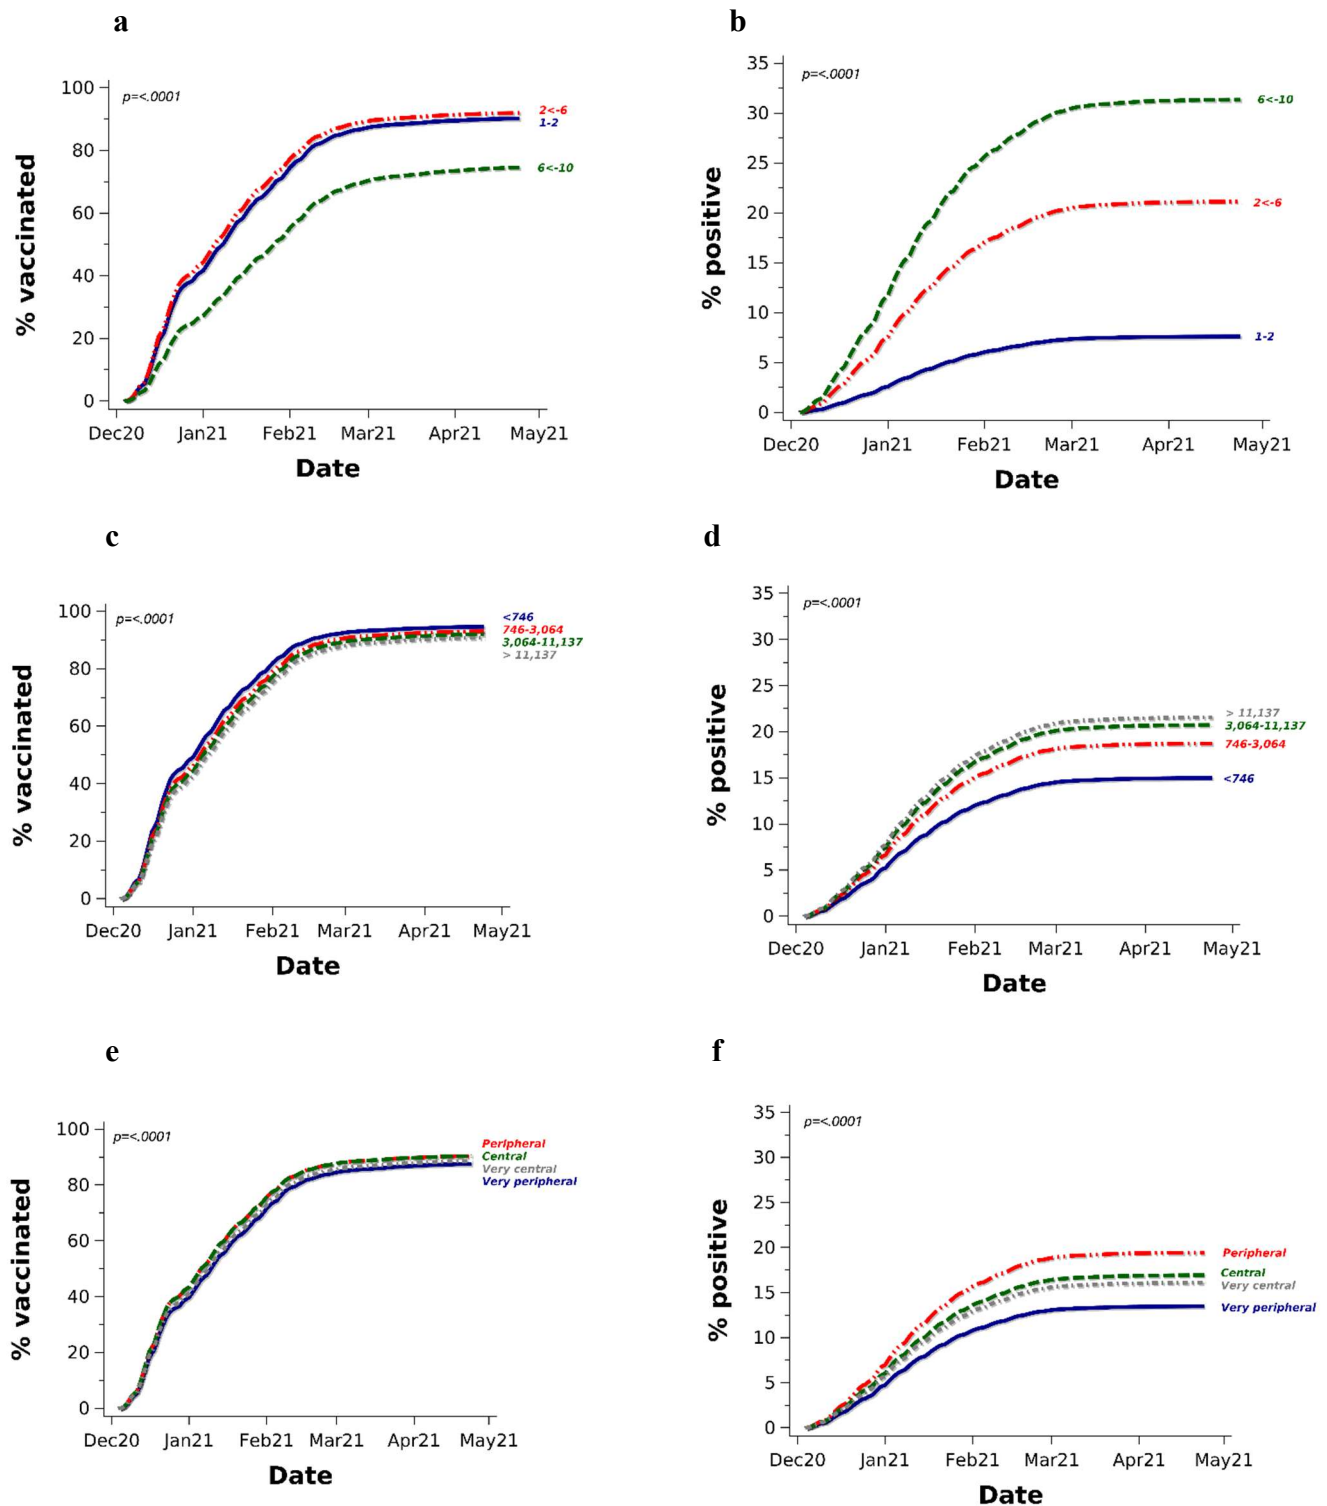 a
b
p=<.0001
% vaccinated
100
80
60
40
20
0
2<-6
1-2
6<-10
Dec20 Jan21 Feb21 Mar21 Apr21 May21
Date
p=<.0001
% positive
35
30
25
20
15
10
5
0
6<-10
2<-6
1-2
Dec20 Jan21 Feb21 Mar21 Apr21 May21
Date
c
d
p=<.0001
% vaccinated
100
80
60
40
20
0
<746
746-3,064
3,064-11,137
> 11,137
Dec20 Jan21 Feb21 Mar21 Apr21 May21
Date
p=<.0001
% positive
35
30
25
20
15
10
5
0
> 11,137
3,064-11,137
746-3,064
<746
Dec20 Jan21 Feb21 Mar21 Apr21 May21
Date
e
f
p=<.0001
% vaccinated
100
80
60
40
20
0
Peripheral
Central
Very central
Very peripheral
Dec20 Jan21 Feb21 Mar21 Apr21 May21
Date
p=<.0001
% positive
35
30
25
20
15
10
5
0
Peripheral
Central
Very central
Very peripheral
Dec20 Jan21 Feb21 Mar21 Apr21 May21
Date